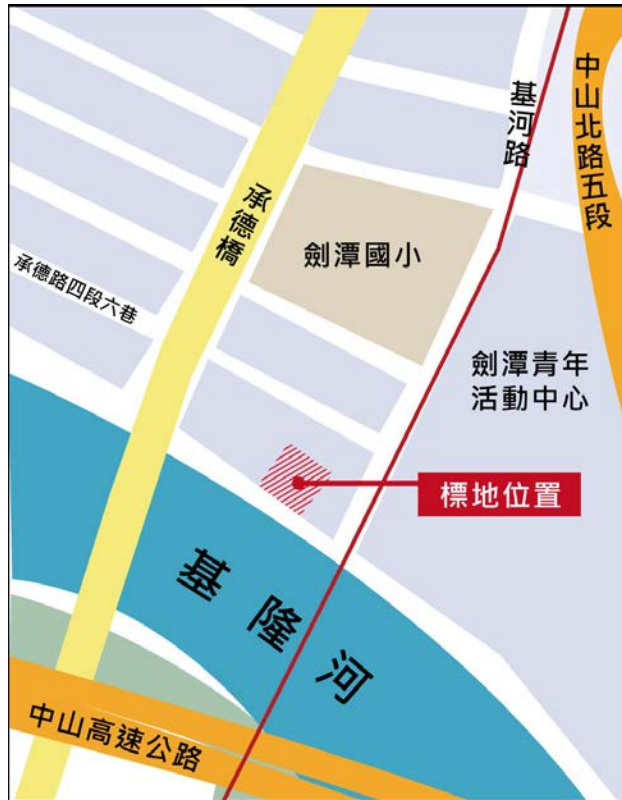 中山北路五段
基河路
承德橋
劍潭國小
承德路四段六巷
劍潭青年
活動中心
標地位置
基隆河
中山高速公路